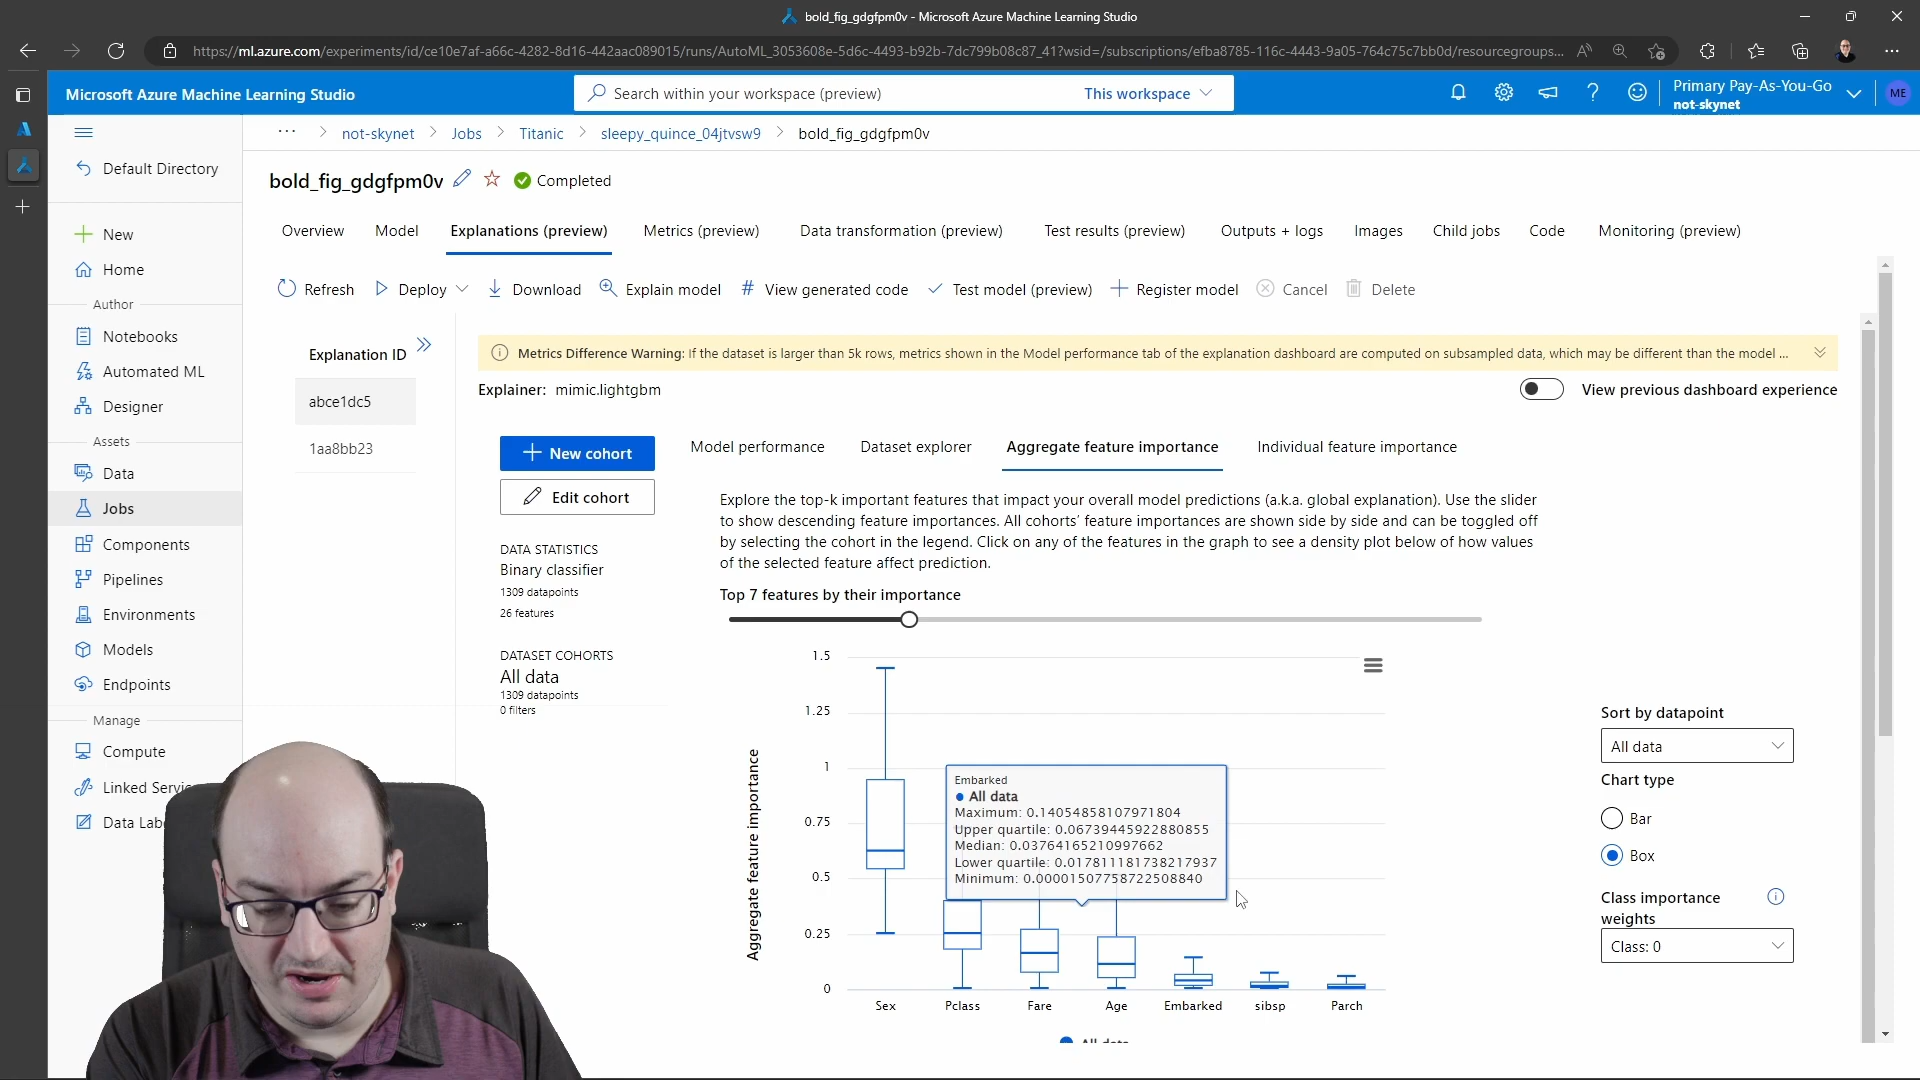 bold_fig_gdgfpm0v - Microsoft Azure Machine Learning Studio
https://ml.azure.com/experiments/id/ce10e7af-a66c-4282-8d16-442aac089015/runs/AutoML_3053608e-5d6c-4493-b92b-7dc799b08c87_41?wsid=/subscriptions/efba8785-116c-4443-9a05-764c75c7bb0d/resourcegroups...
Microsoft Azure Machine Learning Studio
Search within your workspace (preview)
This workspace
Primary Pay-As-You-Go
not-skynet
ME
... > not-skynet > Jobs > Titanic > sleepy_quince_04jtvsw9 > bold_fig_gdgfpm0v
Default Directory
New
Home
Author
Notebooks
Automated ML
Designer
Assets
Data
Jobs
Components
Pipelines
Environments
Models
Endpoints
Manage
Compute
Linked Servic
Data Lab
bold_fig_gdgfpm0v
Completed
Overview
Model
Explanations (preview)
Metrics (preview)
Data transformation (preview)
Test results (preview)
Outputs + logs
Images
Child jobs
Code
Monitoring (preview)
Refresh
Deploy
Download
Explain model
View generated code
Test model (preview)
Register model
Cancel
Delete
Explanation ID
abce1dc5
1aa8bb23
Metrics Difference Warning: If the dataset is larger than 5k rows, metrics shown in the Model performance tab of the explanation dashboard are computed on subsampled data, which may be different than the model ...
Explainer: mimic.lightgbm
View previous dashboard experience
New cohort
Edit cohort
DATA STATISTICS
Binary classifier
1309 datapoints
26 features
DATASET COHORTS
All data
1309 datapoints
0 filters
Model performance
Dataset explorer
Aggregate feature importance
Individual feature importance
Explore the top-k important features that impact your overall model predictions (a.k.a. global explanation). Use the slider
to show descending feature importances. All cohorts' feature importances are shown side by side and can be toggled off
by selecting the cohort in the legend. Click on any of the features in the graph to see a density plot below of how values
of the selected feature affect prediction.
Top 7 features by their importance
Aggregate feature importance
1.5
1.25
1
0.75
0.5
0.25
0
Embarked
All data
Maximum: 0.14054858107971804
Upper quartile: 0.06739445922880855
Median: 0.03764165210997662
Lower quartile: 0.017811181738217937
Minimum: 0.00001507758722508840
Sex
Pclass
Fare
Age
Embarked
sibsp
Parch
All data
Sort by datapoint
All data
Chart type
Bar
Box
Class importance
weights
Class: 0